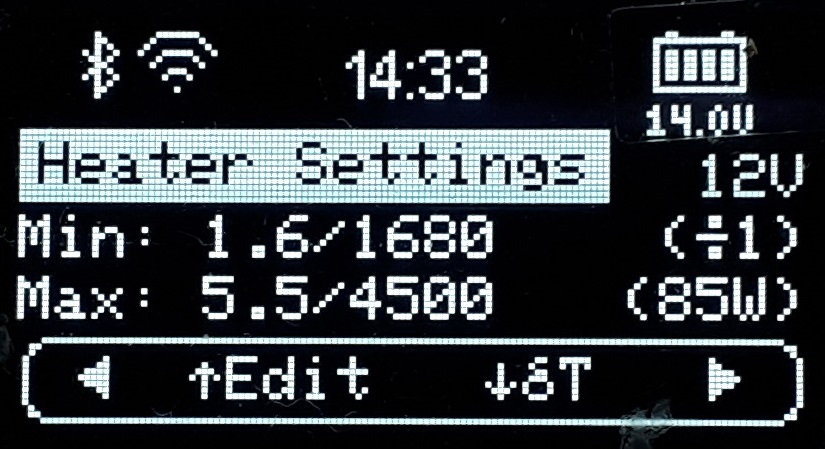 14:33
14.0V
Heater Settings 12V
Min: 1.6/1680 (÷1)
Max: 5.5/4500 (85W)
◀ ↑Edit ↓δT ▶